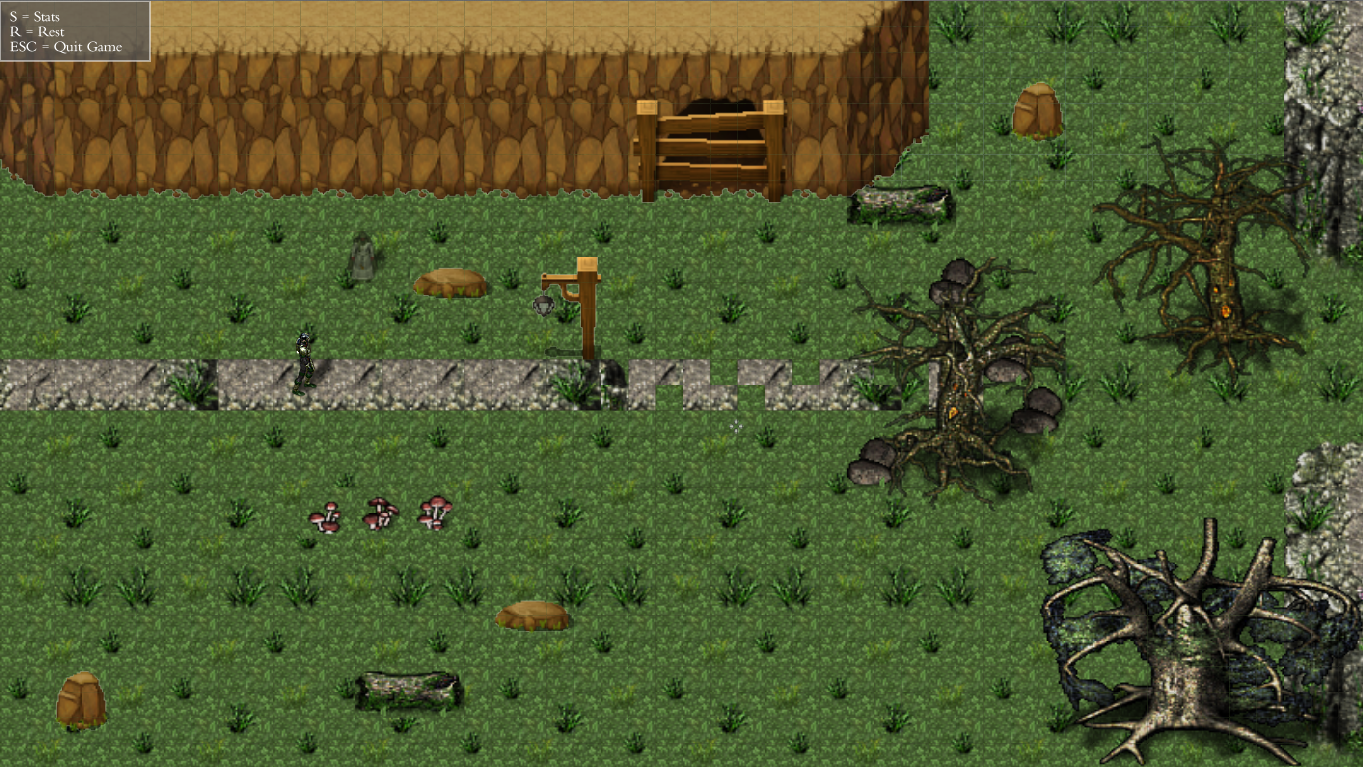 S = Stats
R = Rest
ESC = Quit Game